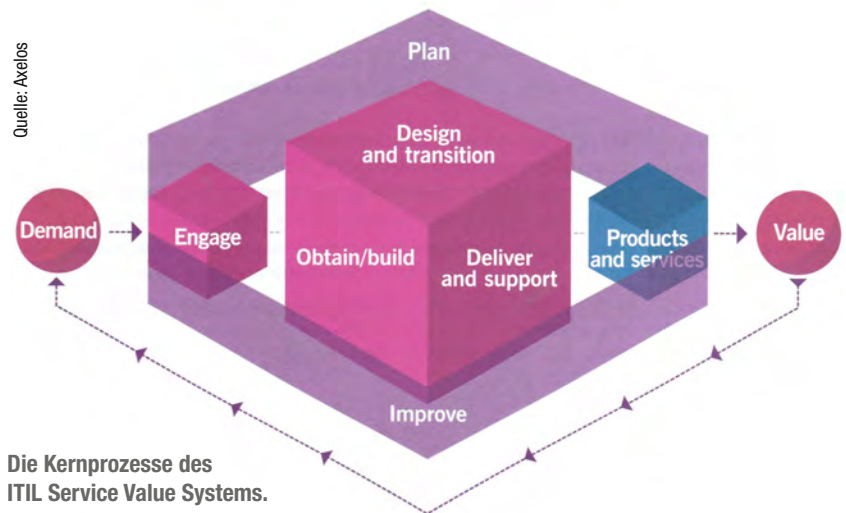 Quelle: Axelos
Plan
Design
and transition
Demand
Engage
Obtain/build
Deliver
and support
Products
and services
Value
Improve
Die Kernprozesse des
ITIL Service Value Systems.